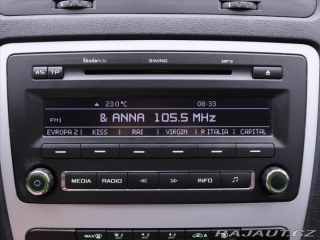 ŠkodaAuto SWING MP3
AS TP
23.0°C 08:33
FM1 & ANNA 105.5 MHz
EVROPA 2 KISS RAI VIRGIN R ITALIA CAPITAL
MEDIA RADIO << >> INFO
MAX A
RAJAUT.CZ